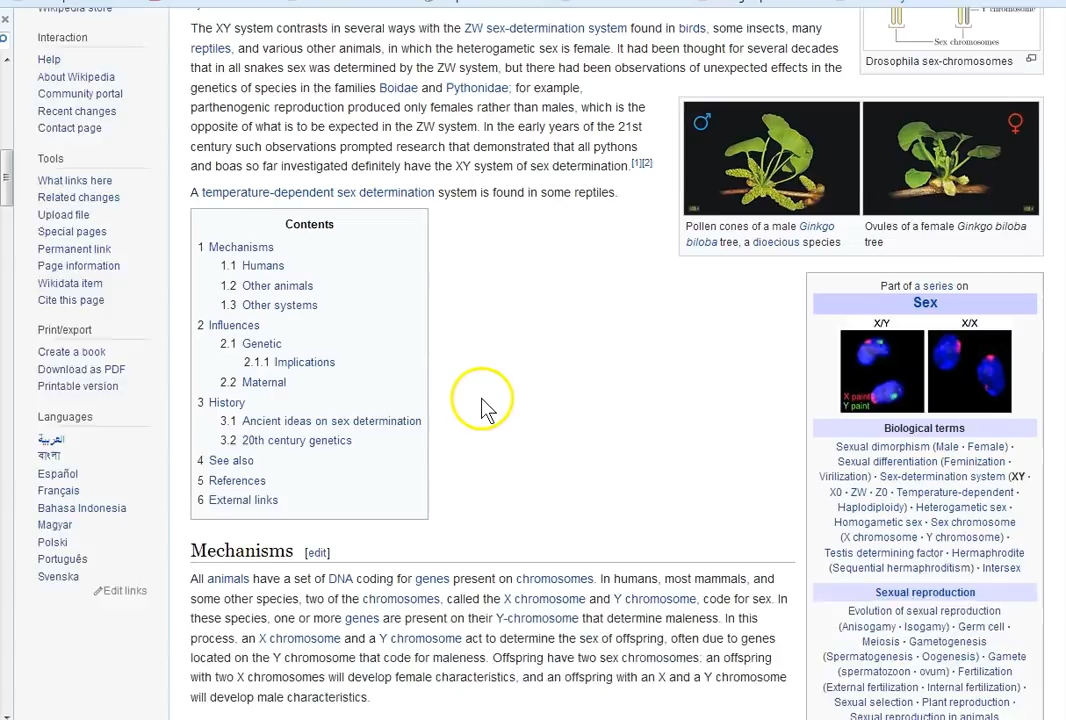 Wikipedia store
Interaction
Help
About Wikipedia
Community portal
Recent changes
Contact page
Tools
What links here
Related changes
Upload file
Special pages
Permanent link
Page information
Wikidata item
Cite this page
Print/export
Create a book
Download as PDF
Printable version
Languages
العربية
বাংলা
Español
Français
Bahasa Indonesia
Magyar
Polski
Português
Svenska
Edit links
The XY system contrasts in several ways with the ZW sex-determination system found in birds, some insects, many
reptiles, and various other animals, in which the heterogametic sex is female. It had been thought for several decades
that in all snakes sex was determined by the ZW system, but there had been observations of unexpected effects in the
genetics of species in the families Boidae and Pythonidae; for example,
parthenogenic reproduction produced only females rather than males, which is the
opposite of what is to be expected in the ZW system. In the early years of the 21st
century such observations prompted research that demonstrated that all pythons
and boas so far investigated definitely have the XY system of sex determination.[1][2]
A temperature-dependent sex determination system is found in some reptiles.
Contents
1 Mechanisms
1.1 Humans
1.2 Other animals
1.3 Other systems
2 Influences
2.1 Genetic
2.1.1 Implications
2.2 Maternal
3 History
3.1 Ancient ideas on sex determination
3.2 20th century genetics
4 See also
5 References
6 External links
Mechanisms [edit]
All animals have a set of DNA coding for genes present on chromosomes. In humans, most mammals, and
some other species, two of the chromosomes, called the X chromosome and Y chromosome, code for sex. In
these species, one or more genes are present on their Y-chromosome that determine maleness. In this
process, an X chromosome and a Y chromosome act to determine the sex of offspring, often due to genes
located on the Y chromosome that code for maleness. Offspring have two sex chromosomes: an offspring
with two X chromosomes will develop female characteristics, and an offspring with an X and a Y chromosome
will develop male characteristics.
Y chromosome
Sex chromosomes
Drosophila sex-chromosomes
♂
♀
Pollen cones of a male Ginkgo
biloba tree, a dioecious species
Ovules of a female Ginkgo biloba
tree
Part of a series on
Sex
X/Y
X/X
X paint
Y paint
Biological terms
Sexual dimorphism (Male · Female) ·
Sexual differentiation (Feminization ·
Virilization) · Sex-determination system (XY ·
X0 · ZW · Z0 · Temperature-dependent ·
Haplodiploidy) · Heterogametic sex ·
Homogametic sex · Sex chromosome
(X chromosome · Y chromosome) ·
Testis determining factor · Hermaphrodite
(Sequential hermaphroditism) · Intersex
Sexual reproduction
Evolution of sexual reproduction
(Anisogamy · Isogamy) · Germ cell ·
Meiosis · Gametogenesis
(Spermatogenesis · Oogenesis) · Gamete
(spermatozoon · ovum) · Fertilization
(External fertilization · Internal fertilization) ·
Sexual selection · Plant reproduction ·
Sexual reproduction in animals